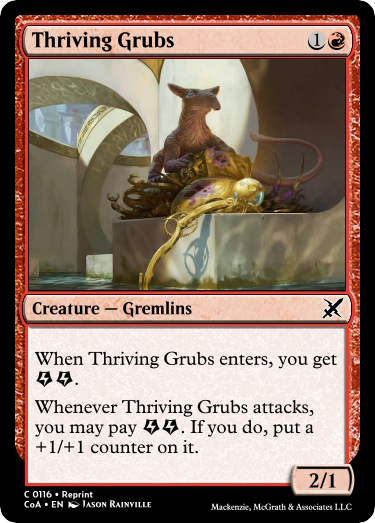 Thriving Grubs 1
Creature — Gremlins
When Thriving Grubs enters, you get
.
Whenever Thriving Grubs attacks,
you may pay . If you do, put a
+1/+1 counter on it.
2/1
C 0116 • Reprint
CoA • EN Jason Rainville
Mackenzie, McGrath & Associates LLC